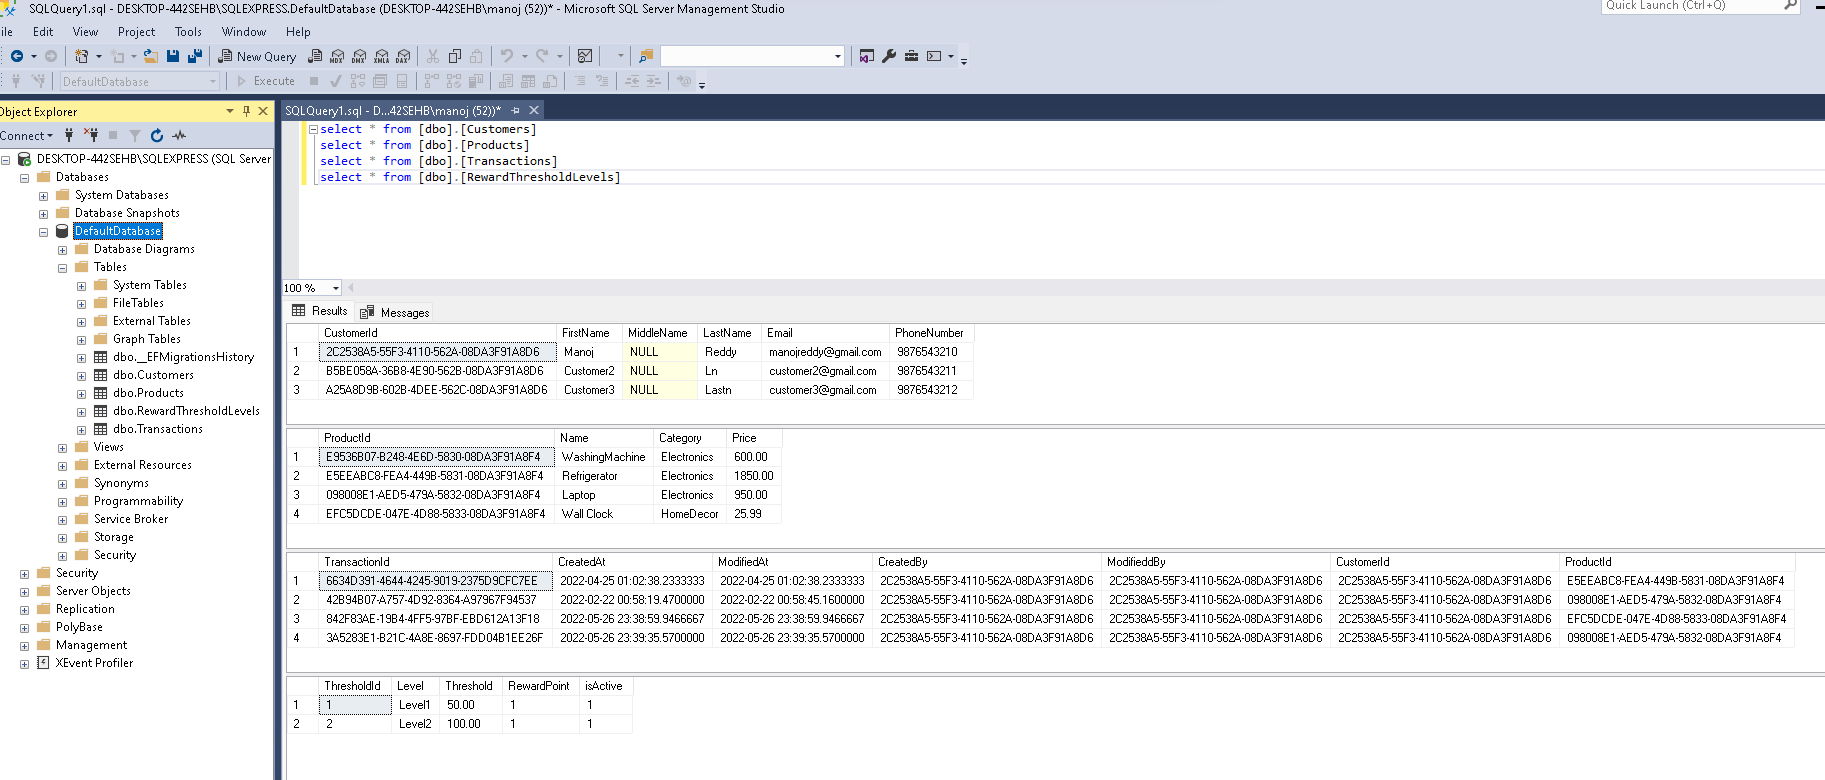 SQLQuery1.sql - DESKTOP-442SEHB\SQLEXPRESS.DefaultDatabase (DESKTOP-442SEHB\manoj (52))* - Microsoft SQL Server Management Studio
Quick Launch (Ctrl+Q)
ile Edit View Project Tools Window Help
New Query MDX DMX XMLA DAX
DefaultDatabase Execute
Object Explorer
Connect
DESKTOP-442SEHB\SQLEXPRESS (SQL Server
Databases
System Databases
Database Snapshots
DefaultDatabase
Database Diagrams
Tables
System Tables
FileTables
External Tables
Graph Tables
dbo.__EFMigrationsHistory
dbo.Customers
dbo.Products
dbo.RewardThresholdLevels
dbo.Transactions
Views
External Resources
Synonyms
Programmability
Service Broker
Storage
Security
Security
Server Objects
Replication
PolyBase
Management
XEvent Profiler
SQLQuery1.sql - D...42SEHB\manoj (52))*
select * from [dbo].[Customers]
select * from [dbo].[Products]
select * from [dbo].[Transactions]
select * from [dbo].[RewardThresholdLevels]
100 %
Results Messages
CustomerId FirstName MiddleName LastName Email PhoneNumber
1 2C2538A5-55F3-4110-562A-08DA3F91A8D6 Manoj NULL Reddy manojreddy@gmail.com 9876543210
2 B5BE058A-36B8-4E90-562B-08DA3F91A8D6 Customer2 NULL Ln customer2@gmail.com 9876543211
3 A25A8D9B-602B-4DEE-562C-08DA3F91A8D6 Customer3 NULL Lastn customer3@gmail.com 9876543212
ProductId Name Category Price
1 E9536B07-B248-4E6D-5830-08DA3F91A8F4 WashingMachine Electronics 600.00
2 E5EEABC8-FEA4-449B-5831-08DA3F91A8F4 Refrigerator Electronics 1850.00
3 098008E1-AED5-479A-5832-08DA3F91A8F4 Laptop Electronics 950.00
4 EFC5DCDE-047E-4D88-5833-08DA3F91A8F4 Wall Clock HomeDecor 25.99
TransactionId CreatedAt ModifiedAt CreatedBy ModifieddBy CustomerId ProductId
1 6634D391-4644-4245-9019-2375D9CFC7EE 2022-04-25 01:02:38.2333333 2022-04-25 01:02:38.2333333 2C2538A5-55F3-4110-562A-08DA3F91A8D6 2C2538A5-55F3-4110-562A-08DA3F91A8D6 2C2538A5-55F3-4110-562A-08DA3F91A8D6 E5EEABC8-FEA4-449B-5831-08DA3F91A8F4
2 42B94B07-A757-4D92-8364-A97967F94537 2022-02-22 00:58:19.4700000 2022-02-22 00:58:45.1600000 2C2538A5-55F3-4110-562A-08DA3F91A8D6 2C2538A5-55F3-4110-562A-08DA3F91A8D6 2C2538A5-55F3-4110-562A-08DA3F91A8D6 098008E1-AED5-479A-5832-08DA3F91A8F4
3 842F83AE-19B4-4FF5-97BF-EBD612A13F18 2022-05-26 23:38:59.9466667 2022-05-26 23:38:59.9466667 2C2538A5-55F3-4110-562A-08DA3F91A8D6 2C2538A5-55F3-4110-562A-08DA3F91A8D6 2C2538A5-55F3-4110-562A-08DA3F91A8D6 EFC5DCDE-047E-4D88-5833-08DA3F91A8F4
4 3A5283E1-B21C-4A8E-8697-FDD04B1EE26F 2022-05-26 23:39:35.5700000 2022-05-26 23:39:35.5700000 2C2538A5-55F3-4110-562A-08DA3F91A8D6 2C2538A5-55F3-4110-562A-08DA3F91A8D6 2C2538A5-55F3-4110-562A-08DA3F91A8D6 098008E1-AED5-479A-5832-08DA3F91A8F4
ThresholdId Level Threshold RewardPoint isActive
1 1 Level1 50.00 1 1
2 2 Level2 100.00 1 1